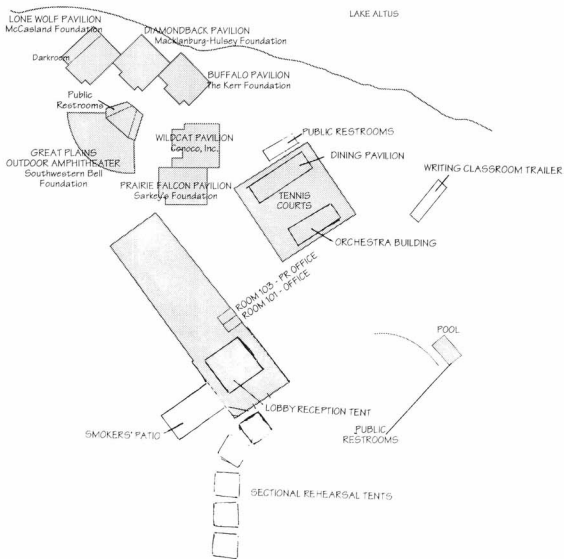 LONE WOLF PAVILION
McCasland Foundation
LAKE ALTUS
DIAMONDBACK PAVILION
Macklanburg-Hulsey Foundation
Darkroom
BUFFALO PAVILION
The Kerr Foundation
Public
Restrooms
GREAT PLAINS
OUTDOOR AMPHITHEATER
Southwestern Bell
Foundation
WILDCAT PAVILION
Conoco, Inc.
PRAIRIE FALCON PAVILION
Sarkey's Foundation
PUBLIC RESTROOMS
DINING PAVILION
TENNIS
COURTS
WRITING CLASSROOM TRAILER
ORCHESTRA BUILDING
ROOM 103 - PR OFFICE
ROOM 101 - OFFICE
POOL
LOBBY RECEPTION TENT
SMOKERS' PATIO
PUBLIC
RESTROOMS
SECTIONAL REHEARSAL TENTS